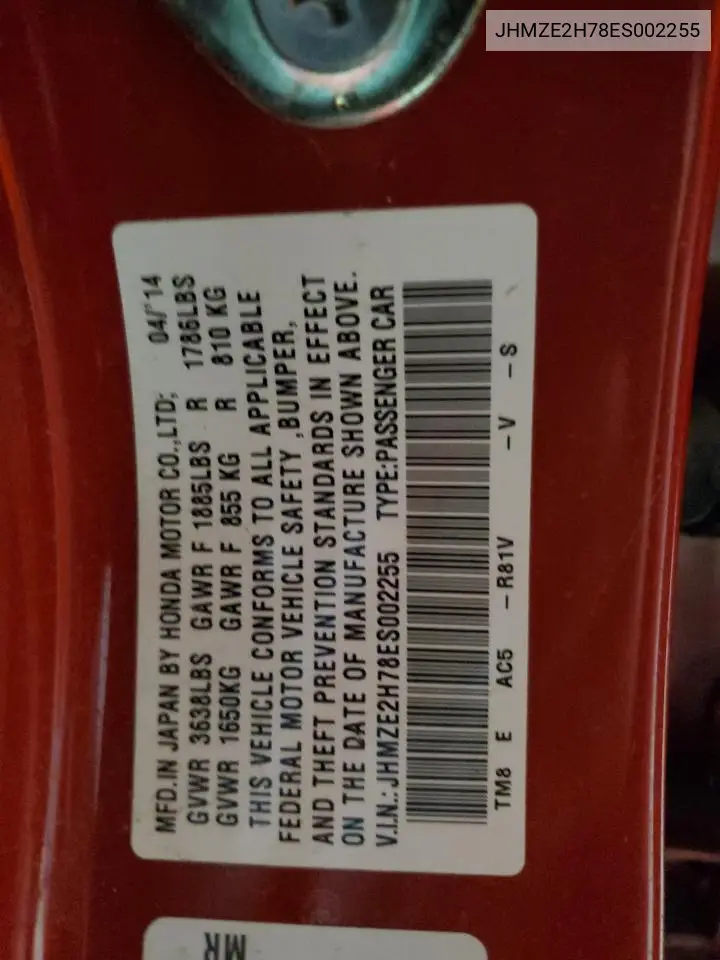 JHMZE2H78ES002255
MFD.IN JAPAN BY HONDA MOTOR CO.,LTD; 04/'14
GVWR 3638LBS GAWR F 1885LBS R 1786LBS
GVWR 1650KG GAWR F 855 KG R 810 KG
THIS VEHICLE CONFORMS TO ALL APPLICABLE
FEDERAL MOTOR VEHICLE SAFETY ,BUMPER,
AND THEFT PREVENTION STANDARDS IN EFFECT
ON THE DATE OF MANUFACTURE SHOWN ABOVE.
V.I.N.:JHMZE2H78ES002255 TYPE:PASSENGER CAR
TM8 E AC5 –R81V –V –S
MR